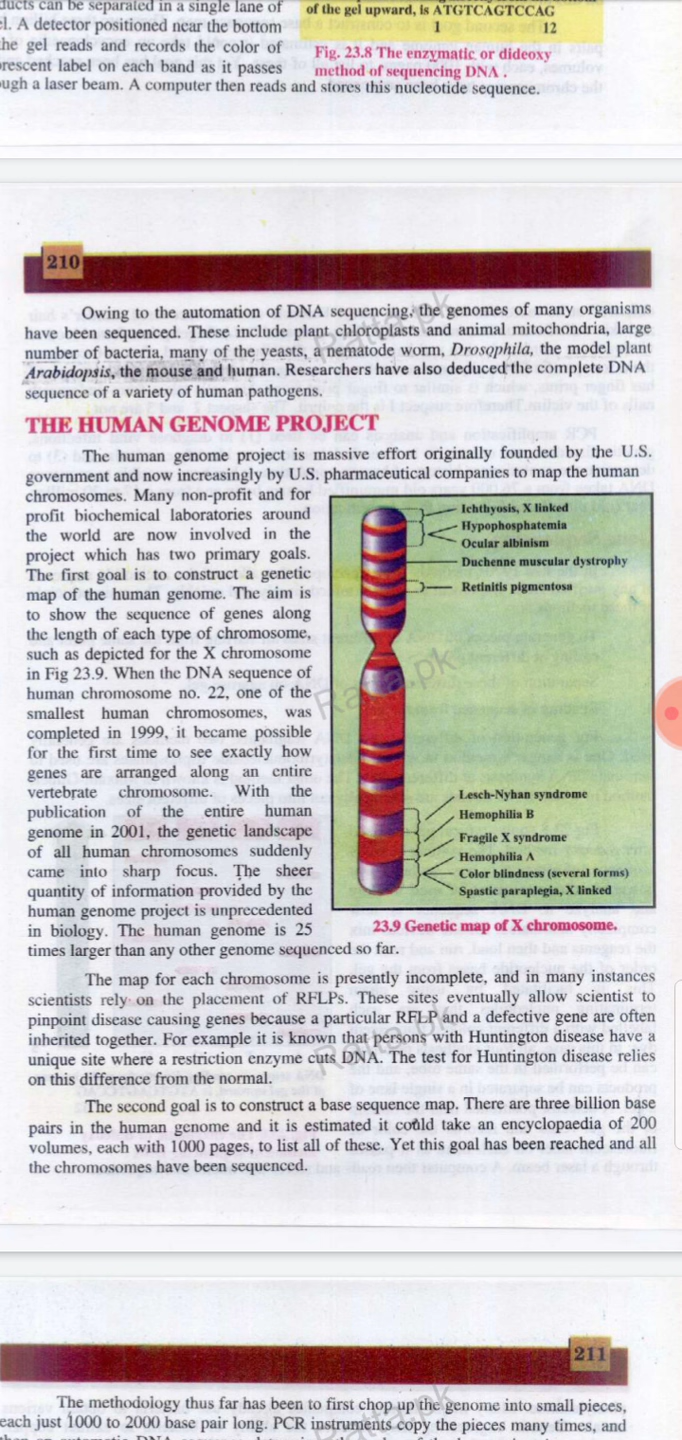 ducts can be separated in a single lane of
el. A detector positioned near the bottom
he gel reads and records the color of
rescent label on each band as it passes
ugh a laser beam. A computer then reads and stores this nucleotide sequence.
of the gel upward, is ATGTCAGTCCAG
1 12
Fig. 23.8 The enzymatic or dideoxy
method of sequencing DNA .
210
Owing to the automation of DNA sequencing, the genomes of many organisms
have been sequenced. These include plant chloroplasts and animal mitochondria, large
number of bacteria, many of the yeasts, a nematode worm, Drosophila, the model plant
Arabidopsis, the mouse and human. Researchers have also deduced the complete DNA
sequence of a variety of human pathogens.
THE HUMAN GENOME PROJECT
The human genome project is massive effort originally founded by the U.S.
government and now increasingly by U.S. pharmaceutical companies to map the human
chromosomes. Many non-profit and for
profit biochemical laboratories around
the world are now involved in the
project which has two primary goals.
The first goal is to construct a genetic
map of the human genome. The aim is
to show the sequence of genes along
the length of each type of chromosome,
such as depicted for the X chromosome
in Fig 23.9. When the DNA sequence of
human chromosome no. 22, one of the
smallest human chromosomes, was
completed in 1999, it became possible
for the first time to see exactly how
genes are arranged along an entire
vertebrate chromosome. With the
publication of the entire human
genome in 2001, the genetic landscape
of all human chromosomes suddenly
came into sharp focus. The sheer
quantity of information provided by the
human genome project is unprecedented
in biology. The human genome is 25
times larger than any other genome sequenced so far.
Ichthyosis, X linked
Hypophosphatemia
Ocular albinism
Duchenne muscular dystrophy
Retinitis pigmentosa
Lesch-Nyhan syndrome
Hemophilia B
Fragile X syndrome
Hemophilia A
Color blindness (several forms)
Spastic paraplegia, X linked
23.9 Genetic map of X chromosome.
The map for each chromosome is presently incomplete, and in many instances
scientists rely on the placement of RFLPs. These sites eventually allow scientist to
pinpoint disease causing genes because a particular RFLP and a defective gene are often
inherited together. For example it is known that persons with Huntington disease have a
unique site where a restriction enzyme cuts DNA. The test for Huntington disease relies
on this difference from the normal.
The second goal is to construct a base sequence map. There are three billion base
pairs in the human genome and it is estimated it could take an encyclopaedia of 200
volumes, each with 1000 pages, to list all of these. Yet this goal has been reached and all
the chromosomes have been sequenced.
Ratta.pk
Ratta.pk
Ratta.pk
211
The methodology thus far has been to first chop up the genome into small pieces,
each just 1000 to 2000 base pair long. PCR instruments copy the pieces many times, and
Ratta.pk